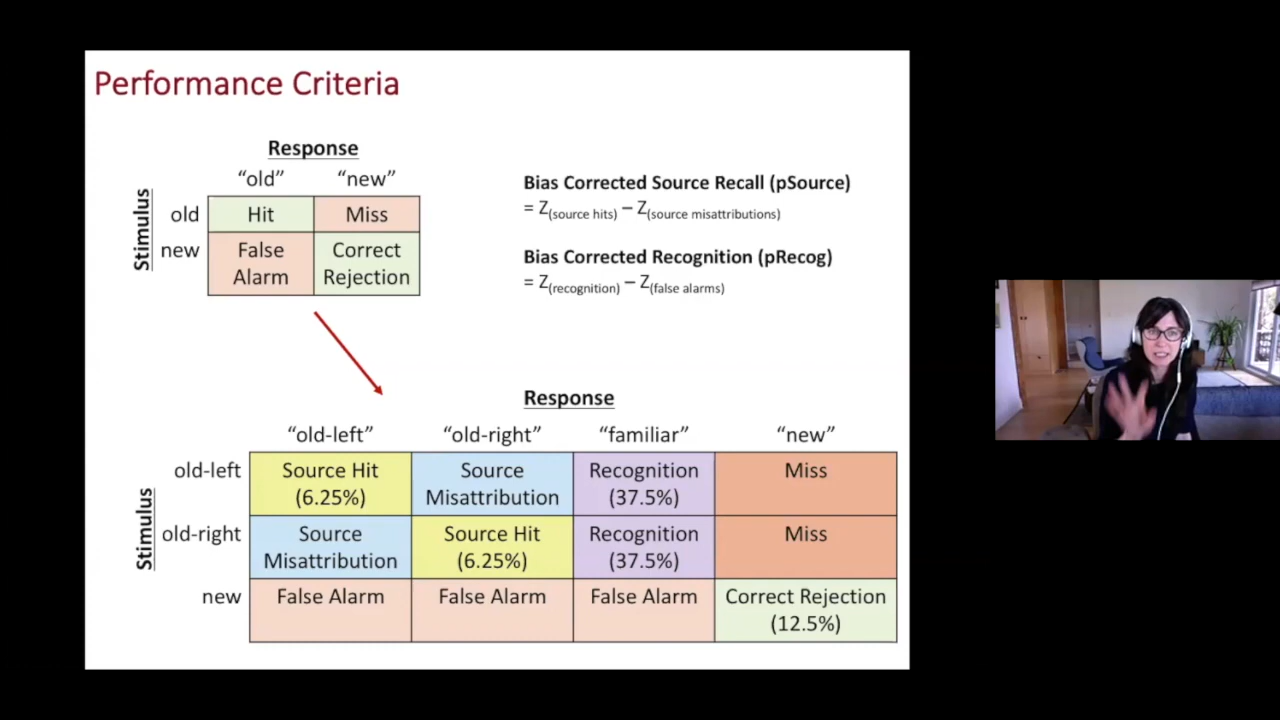 Performance Criteria
Response
“old” “new”
Stimulus
old Hit Miss
new False Alarm Correct Rejection
Bias Corrected Source Recall (pSource)
= Z(source hits) – Z(source misattributions)
Bias Corrected Recognition (pRecog)
= Z(recognition) – Z(false alarms)
Response
“old-left” “old-right” “familiar” “new”
Stimulus
old-left Source Hit (6.25%) Source Misattribution Recognition (37.5%) Miss
old-right Source Misattribution Source Hit (6.25%) Recognition (37.5%) Miss
new False Alarm False Alarm False Alarm Correct Rejection (12.5%)